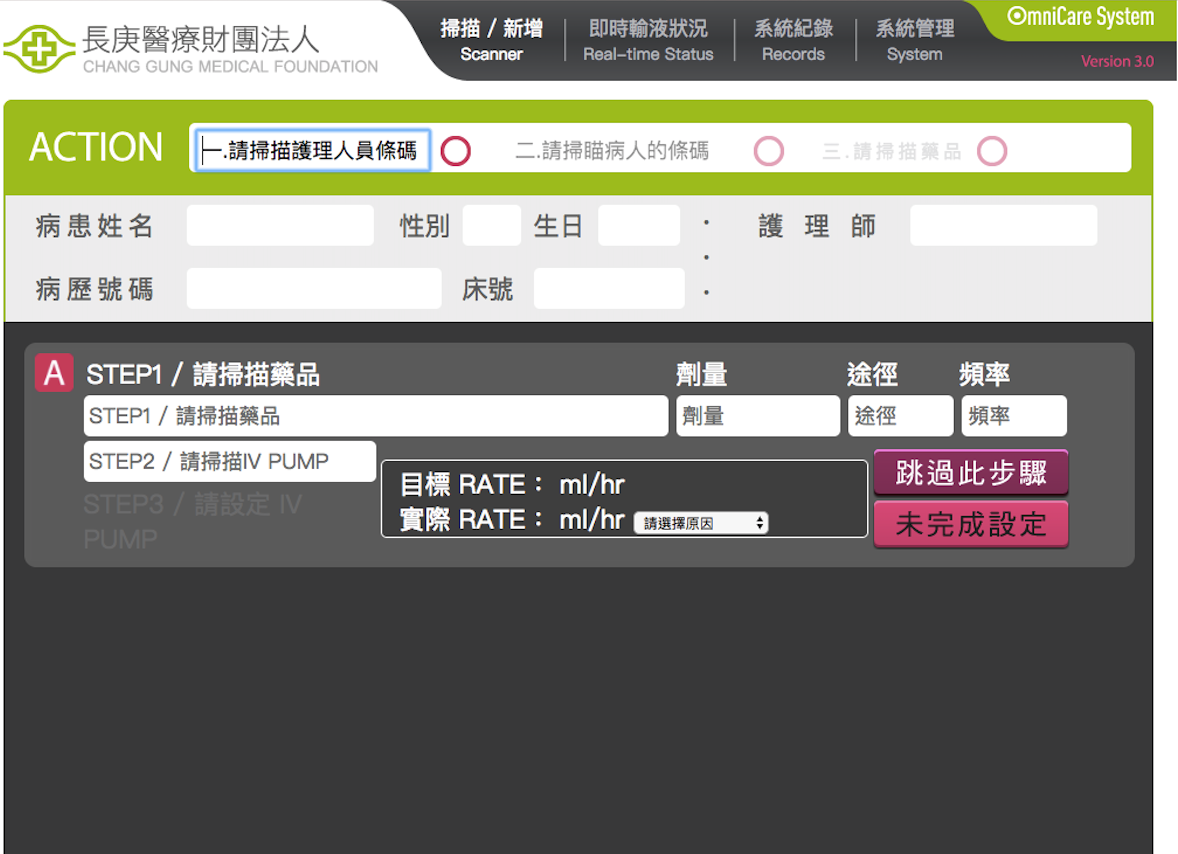 長庚醫療財團法人
CHANG GUNG MEDICAL FOUNDATION
掃描 / 新增
Scanner
即時輸液狀況
Real-time Status
系統紀錄
Records
系統管理
System
OmniCare System
Version 3.0
ACTION
一.請掃描護理人員條碼
二.請掃瞄病人的條碼
三.請掃描藥品
病患姓名
性別
生日
護理師
病歷號碼
床號
A
STEP1 / 請掃描藥品
劑量
途徑
頻率
STEP1 / 請掃描藥品
劑量
途徑
頻率
STEP2 / 請掃描IV PUMP
STEP3 / 請設定 IV
PUMP
目標 RATE： ml/hr
實際 RATE： ml/hr
請選擇原因
跳過此步驟
未完成設定